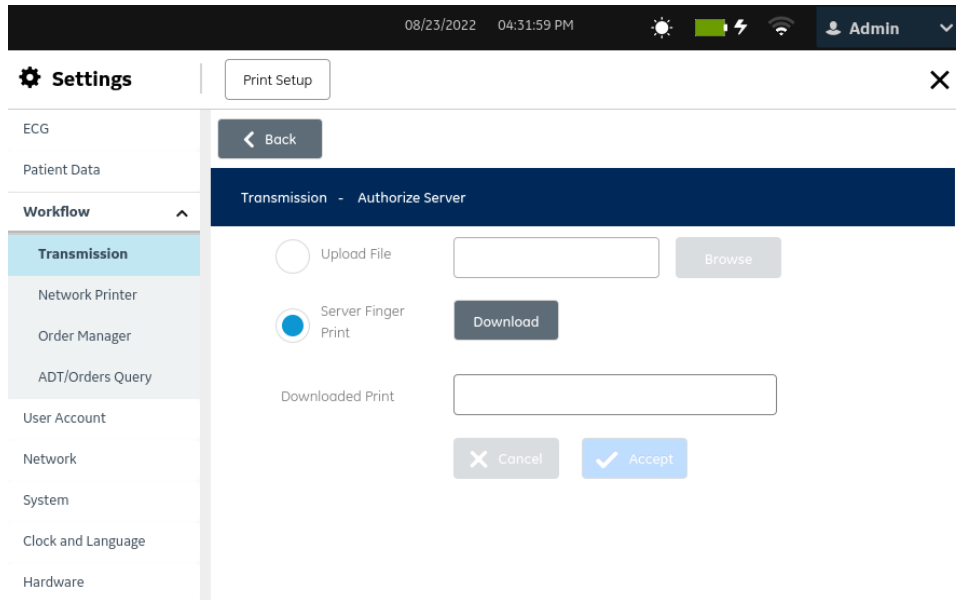 08/23/2022 04:31:59 PM Admin
Settings
Print Setup
ECG
Patient Data
Workflow
Transmission
Network Printer
Order Manager
ADT/Orders Query
User Account
Network
System
Clock and Language
Hardware
Back
Transmission - Authorize Server
Upload File
Browse
Server Finger
Print
Download
Downloaded Print
Cancel
Accept